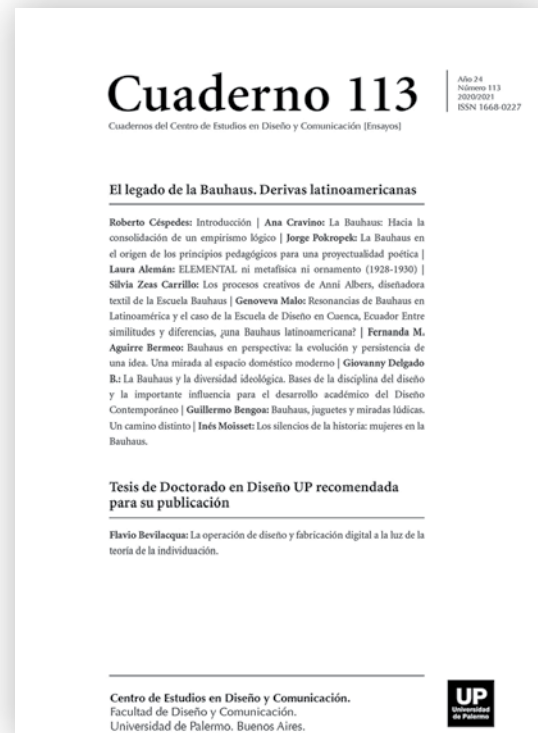 Cuaderno 113
Cuadernos del Centro de Estudios en Diseño y Comunicación [Ensayos]
Año 24
Número 113
2020/2021
ISSN 1668-0227
El legado de la Bauhaus. Derivas latinoamericanas
Roberto Céspedes: Introducción | Ana Cravino: La Bauhaus: Hacia la
consolidación de un empirismo lógico | Jorge Pokropek: La Bauhaus en
el origen de los principios pedagógicos para una proyectualidad poética |
Laura Alemán: ELEMENTAL ni metafísica ni ornamento (1928-1930) |
Silvia Zeas Carrillo: Los procesos creativos de Anni Albers, diseñadora
textil de la Escuela Bauhaus | Genoveva Malo: Resonancias de Bauhaus en
Latinoamérica y el caso de la Escuela de Diseño en Cuenca, Ecuador Entre
similitudes y diferencias, ¿una Bauhaus latinoamericana? | Fernanda M.
Aguirre Bermeo: Bauhaus en perspectiva: la evolución y persistencia de
una idea. Una mirada al espacio doméstico moderno | Giovanny Delgado
B.: La Bauhaus y la diversidad ideológica. Bases de la disciplina del diseño
y la importante influencia para el desarrollo académico del Diseño
Contemporáneo | Guillermo Bengoa: Bauhaus, juguetes y miradas lúdicas.
Un camino distinto | Inés Moisset: Los silencios de la historia: mujeres en la
Bauhaus.
Tesis de Doctorado en Diseño UP recomendada
para su publicación
Flavio Bevilacqua: La operación de diseño y fabricación digital a la luz de la
teoría de la individuación.
Centro de Estudios en Diseño y Comunicación.
Facultad de Diseño y Comunicación.
Universidad de Palermo. Buenos Aires.
UP
Universidad
de Palermo